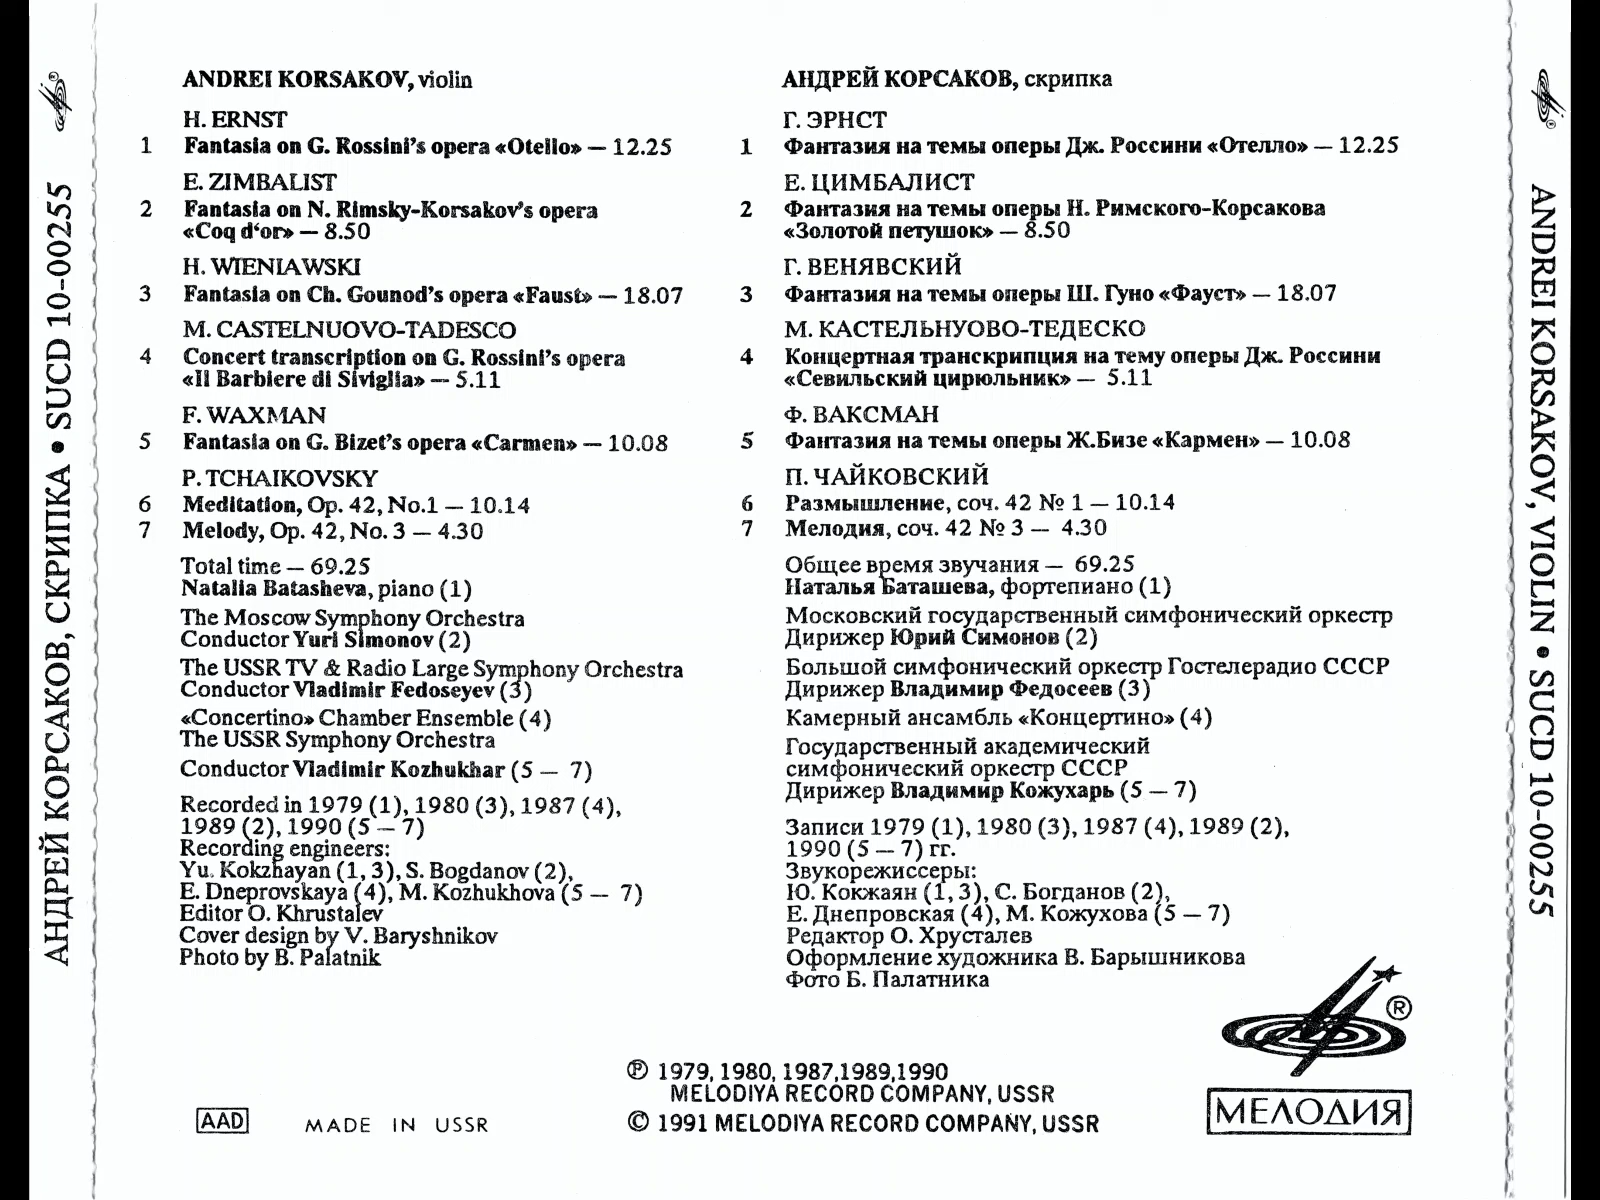 ANDREI KORSAKOV, violin
H. ERNST
1 Fantasia on G. Rossini's opera «Otello» — 12.25
E. ZIMBALIST
2 Fantasia on N. Rimsky-Korsakov's opera
«Coq d‘or» — 8.50
H. WIENIAWSKI
3 Fantasia on Ch. Gounod's opera «Faust» — 18.07
M. CASTELNUOVO-TADESCO
4 Concert transcription on G. Rossini's opera
«Il Barbiere di Siviglia» — 5.11
F. WAXMAN
5 Fantasia on G. Bizet's opera «Carmen» — 10.08
P. TCHAIKOVSKY
6 Meditation, Op. 42, No.1 — 10.14
7 Melody, Op. 42, No. 3 — 4.30
Total time — 69.25
Natalia Batasheva, piano (1)
The Moscow Symphony Orchestra
Conductor Yuri Simonov (2)
The USSR TV & Radio Large Symphony Orchestra
Conductor Vladimir Fedoseyev (3)
«Concertino» Chamber Ensemble (4)
The USSR Symphony Orchestra
Conductor Vladimir Kozhukhar (5 — 7)
Recorded in 1979 (1), 1980 (3), 1987 (4),
1989 (2), 1990 (5 — 7)
Recording engineers:
Yu. Kokzhayan (1, 3), S. Bogdanov (2),
E. Dneprovskaya (4), M. Kozhukhova (5 — 7)
Editor O. Khrustalev
Cover design by V. Baryshnikov
Photo by B. Palatnik
АНДРЕЙ КОРСАКОВ, скрипка
Г. ЭРНСТ
1 Фантазия на темы оперы Дж. Россини «Отелло» — 12.25
Е. ЦИМБАЛИСТ
2 Фантазия на темы оперы Н. Римского-Корсакова
«Золотой петушок» — 8.50
Г. ВЕНЯВСКИЙ
3 Фантазия на темы оперы Ш. Гуно «Фауст» — 18.07
М. КАСТЕЛЬНУОВО-ТЕДЕСКО
4 Концертная транскрипция на тему оперы Дж. Россини
«Севильский цирюльник» — 5.11
Ф. ВАКСМАН
5 Фантазия на темы оперы Ж.Бизе «Кармен» — 10.08
П. ЧАЙКОВСКИЙ
6 Размышление, соч. 42 № 1 — 10.14
7 Мелодия, соч. 42 № 3 — 4.30
Общее время звучания — 69.25
Наталья Баташева, фортепиано (1)
Московский государственный симфонический оркестр
Дирижер Юрий Симонов (2)
Большой симфонический оркестр Гостелерадио СССР
Дирижер Владимир Федосеев (3)
Камерный ансамбль «Концертино» (4)
Государственный академический
симфонический оркестр СССР
Дирижер Владимир Кожухарь (5 — 7)
Записи 1979 (1), 1980 (3), 1987 (4), 1989 (2),
1990 (5 — 7) гг.
Звукорежиссеры:
Ю. Кокжаян (1, 3), С. Богданов (2),
Е. Днепровская (4), М. Кожухова (5 — 7)
Редактор О. Хрусталев
Оформление художника В. Барышникова
Фото Б. Палатника
®
МЕЛОДИЯ
℗ 1979, 1980, 1987,1989,1990
MELODIYA RECORD COMPANY, USSR
© 1991 MELODIYA RECORD COMPANY, USSR
AAD MADE IN USSR
АНДРЕЙ КОРСАКОВ, СКРИПКА • SUCD 10-00255
ANDREI KORSAKOV, VIOLIN • SUCD 10-00255